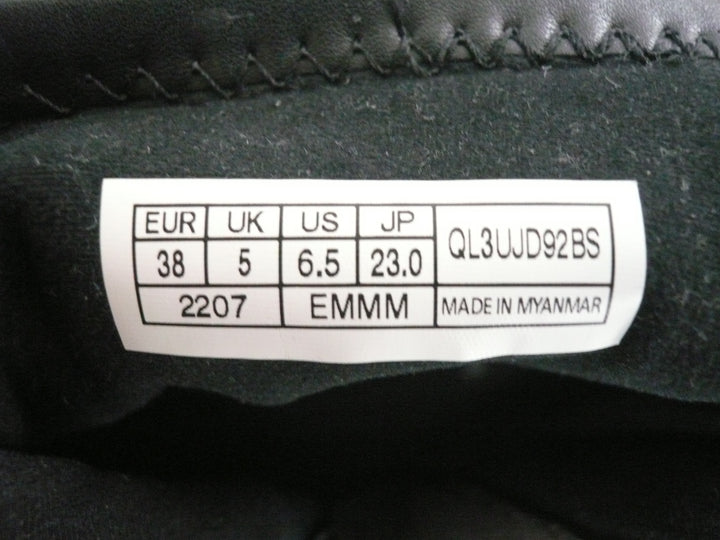 EUR UK US JP
38 5 6.5 23.0 QL3UJD92BS
2207 EMMM MADE IN MYANMAR